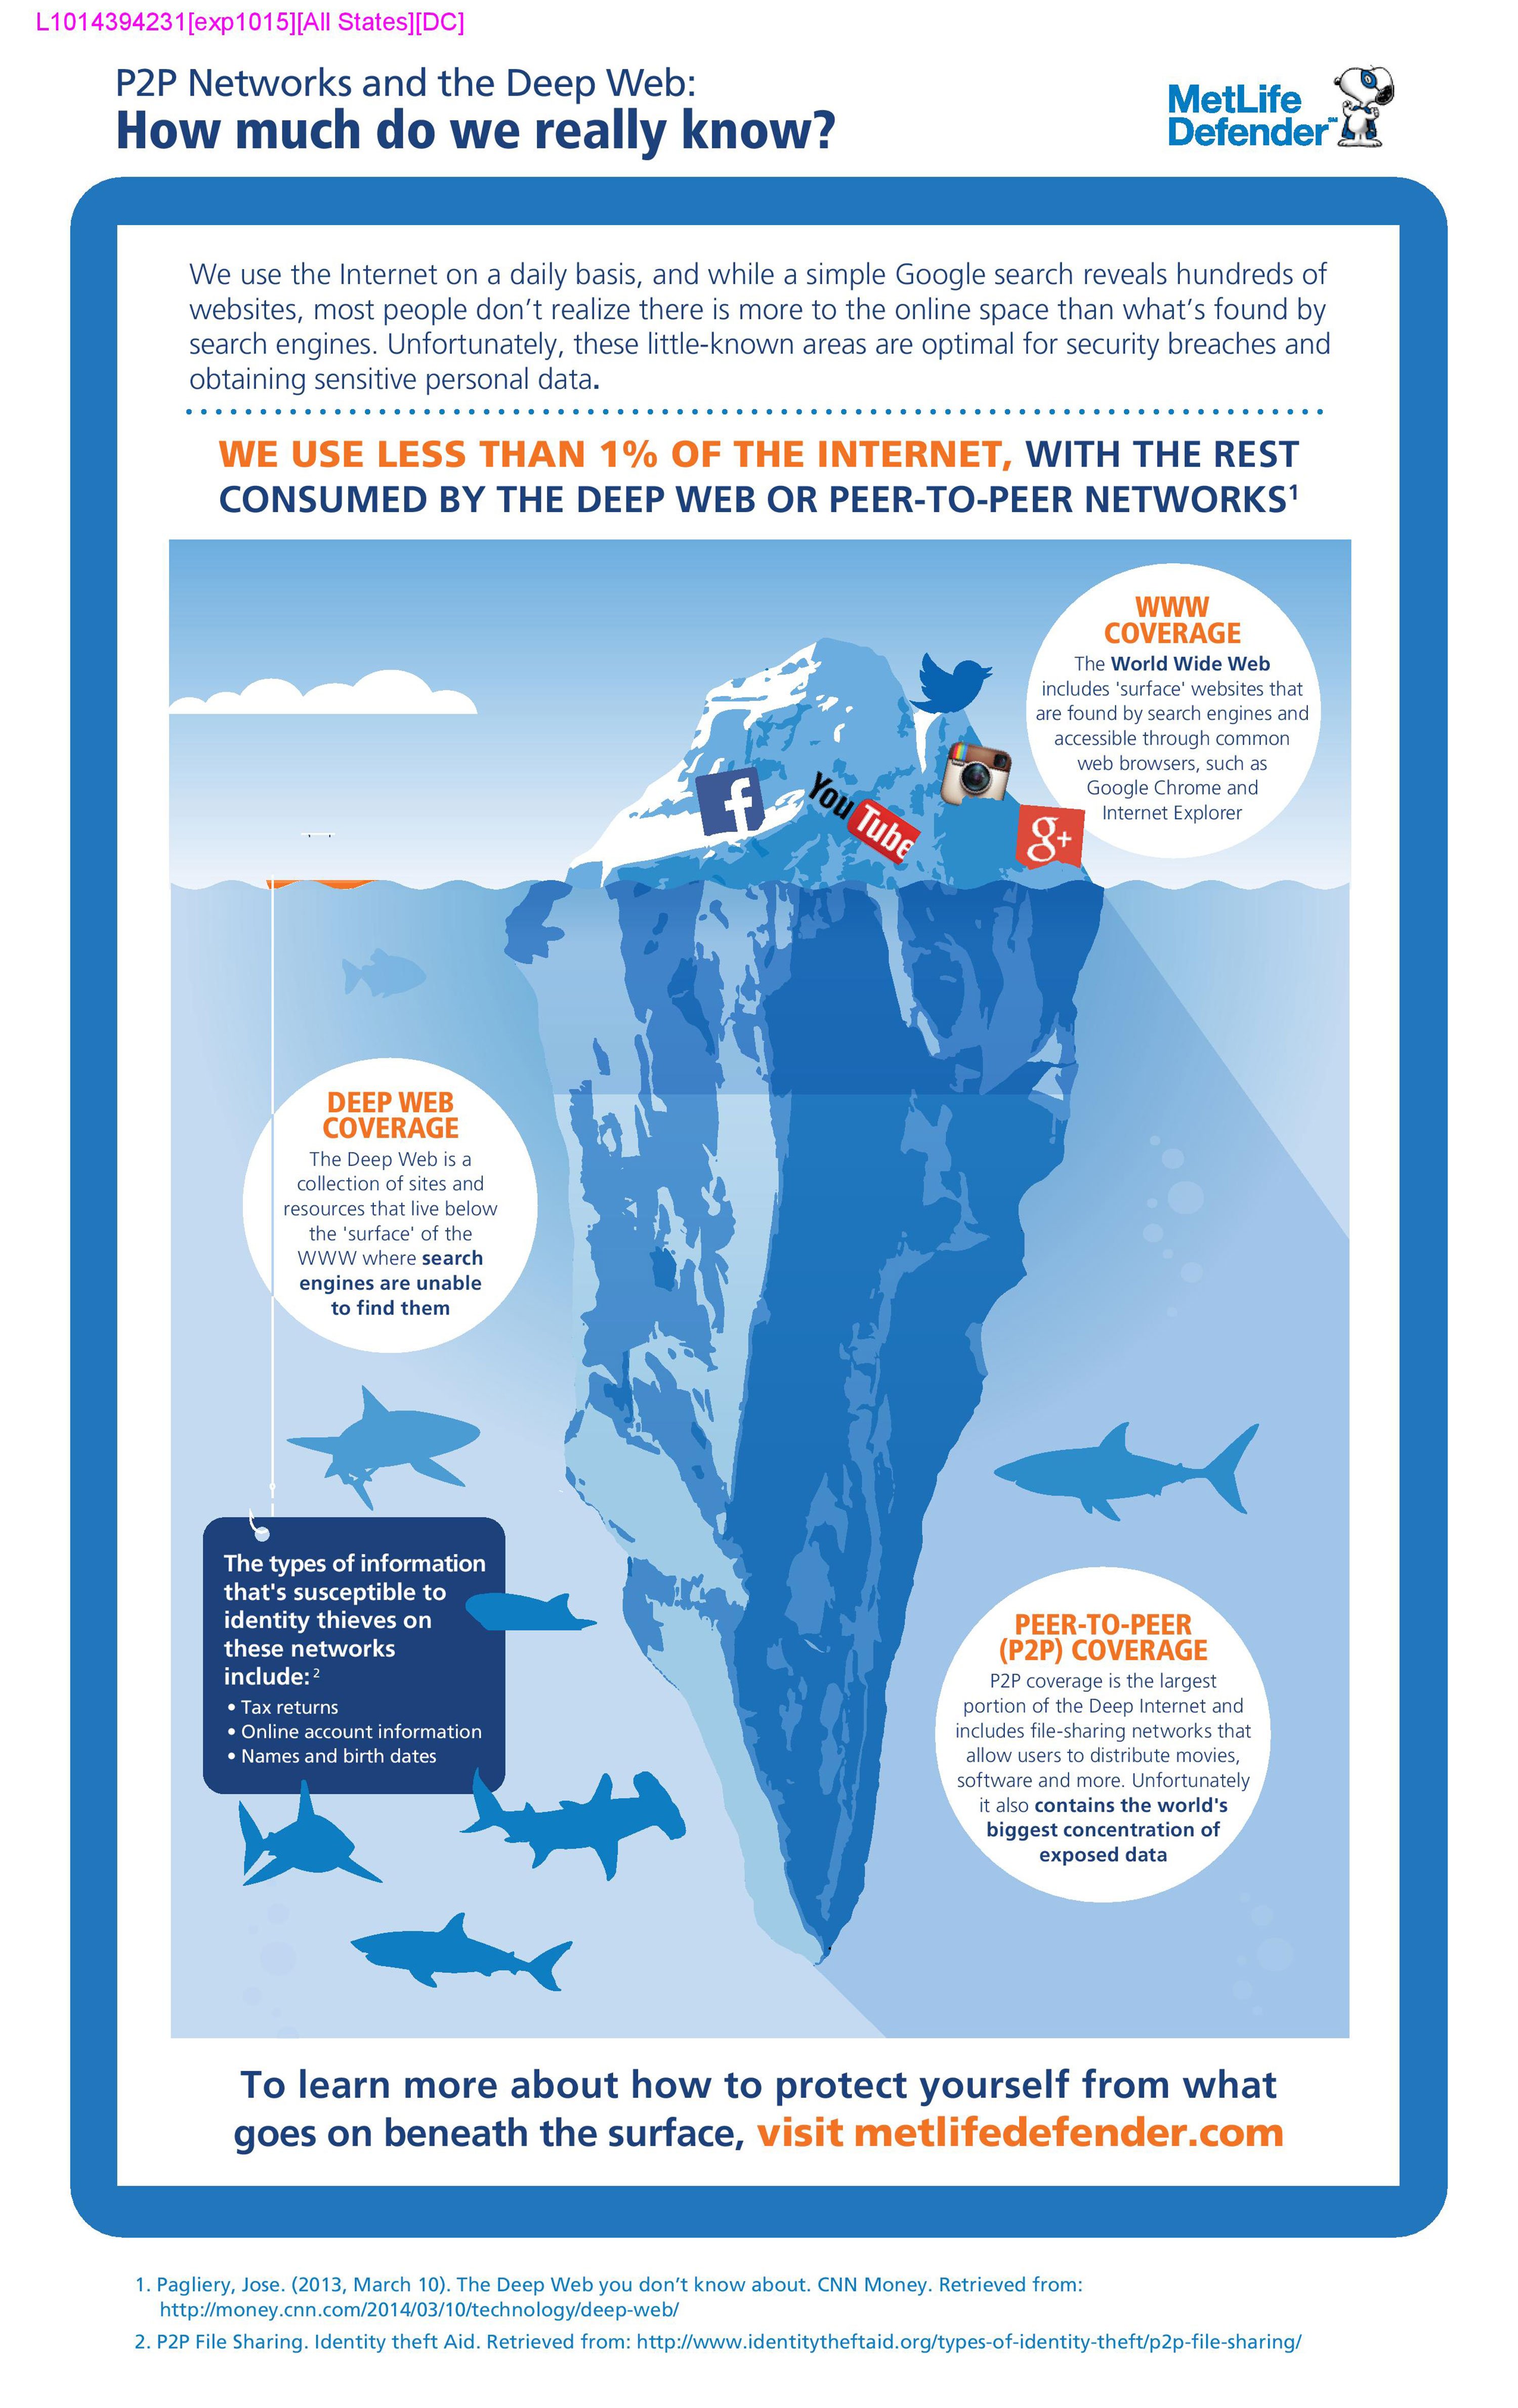 L1014394231[exp1015][All States][DC]
P2P Networks and the Deep Web:
How much do we really know?
MetLife
Defender℠
We use the Internet on a daily basis, and while a simple Google search reveals hundreds of
websites, most people don’t realize there is more to the online space than what’s found by
search engines. Unfortunately, these little-known areas are optimal for security breaches and
obtaining sensitive personal data.
WE USE LESS THAN 1% OF THE INTERNET, WITH THE REST
CONSUMED BY THE DEEP WEB OR PEER-TO-PEER NETWORKS¹
WWW
COVERAGE
The World Wide Web
includes 'surface' websites that
are found by search engines and
accessible through common
web browsers, such as
Google Chrome and
Internet Explorer
f
You
Tube
g+
DEEP WEB
COVERAGE
The Deep Web is a
collection of sites and
resources that live below
the 'surface' of the
WWW where search
engines are unable
to find them
The types of information
that's susceptible to
identity thieves on
these networks
include:²
• Tax returns
• Online account information
• Names and birth dates
PEER-TO-PEER
(P2P) COVERAGE
P2P coverage is the largest
portion of the Deep Internet and
includes file-sharing networks that
allow users to distribute movies,
software and more. Unfortunately
it also contains the world's
biggest concentration of
exposed data
To learn more about how to protect yourself from what
goes on beneath the surface, visit metlifedefender.com
1. Pagliery, Jose. (2013, March 10). The Deep Web you don’t know about. CNN Money. Retrieved from:
http://money.cnn.com/2014/03/10/technology/deep-web/
2. P2P File Sharing. Identity theft Aid. Retrieved from: http://www.identitytheftaid.org/types-of-identity-theft/p2p-file-sharing/